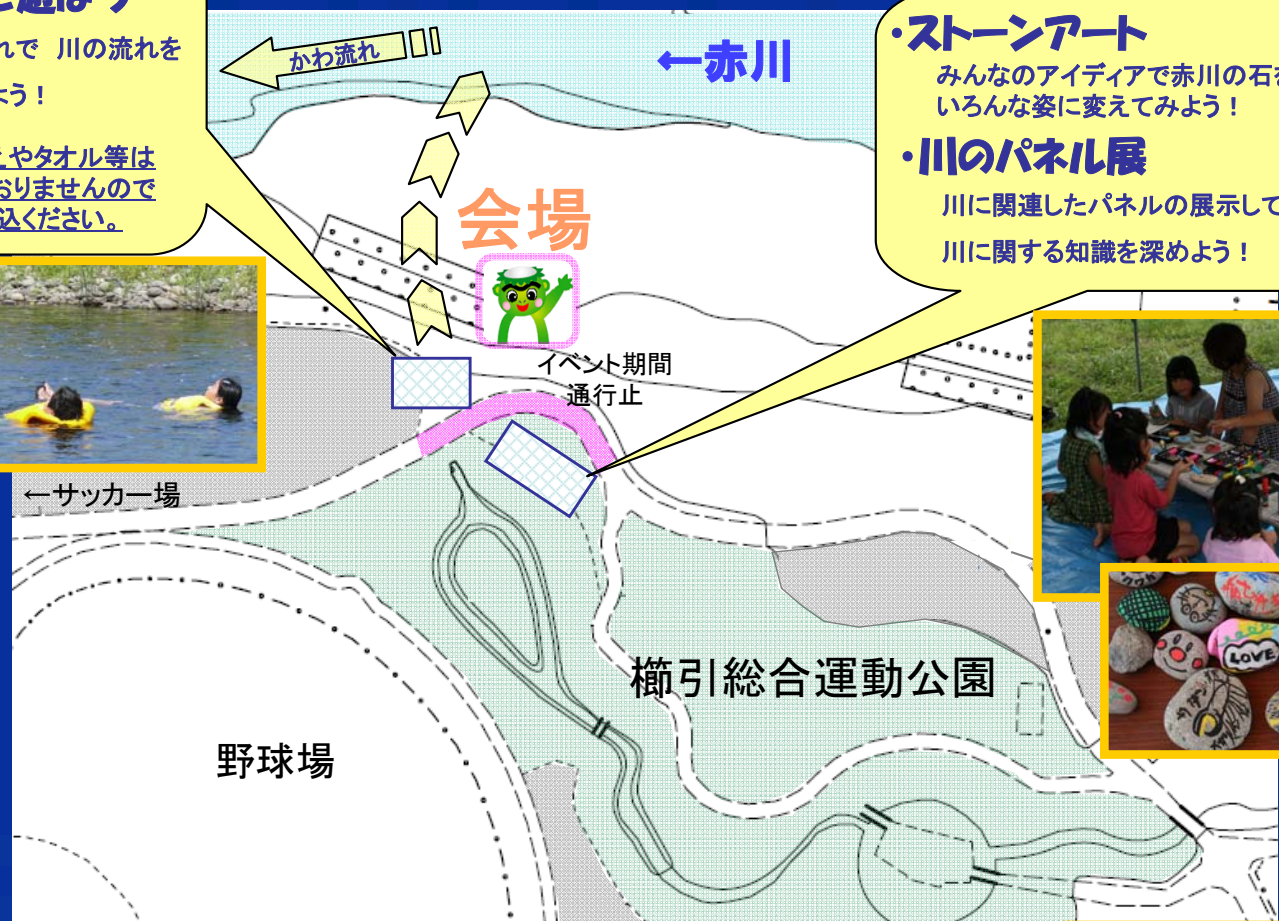 と遊ぼう
れで 川の流れを
よう！
やタオル等は
おりませんので
込ください。
かわ流れ
←赤川
・ストーンアート
みんなのアイディアで赤川の石を
いろんな姿に変えてみよう！
・川のパネル展
川に関連したパネルの展示して
川に関する知識を深めよう！
会場
イベント期間
通行止
←サッカー場
櫛引総合運動公園
野球場
LOVE